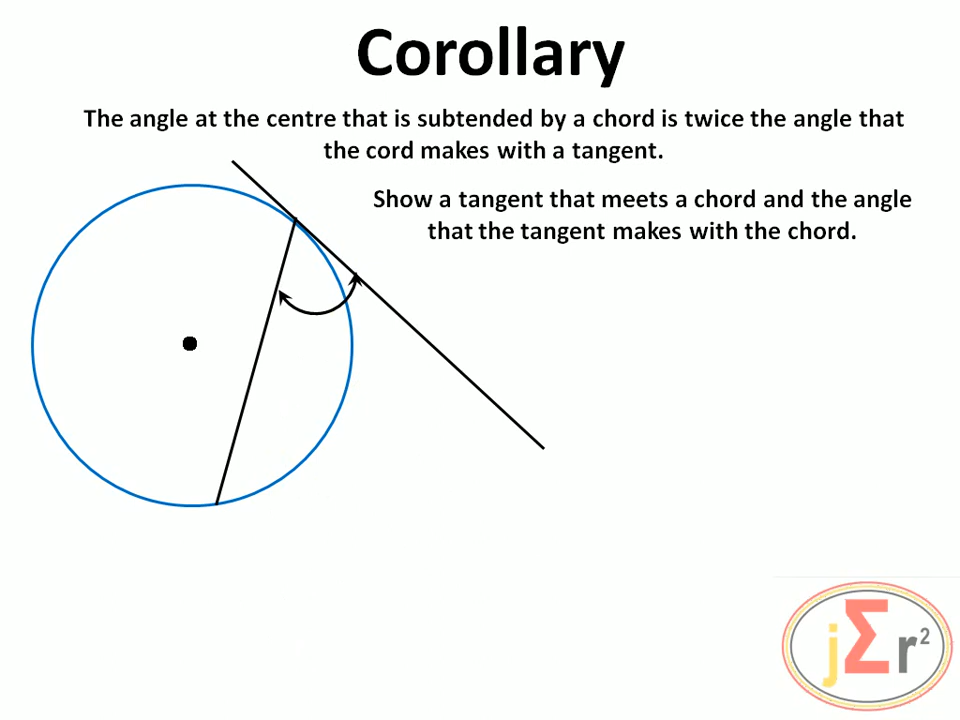 Corollary
The angle at the centre that is subtended by a chord is twice the angle that
the cord makes with a tangent.
Show a tangent that meets a chord and the angle
that the tangent makes with the chord.
jΣr²